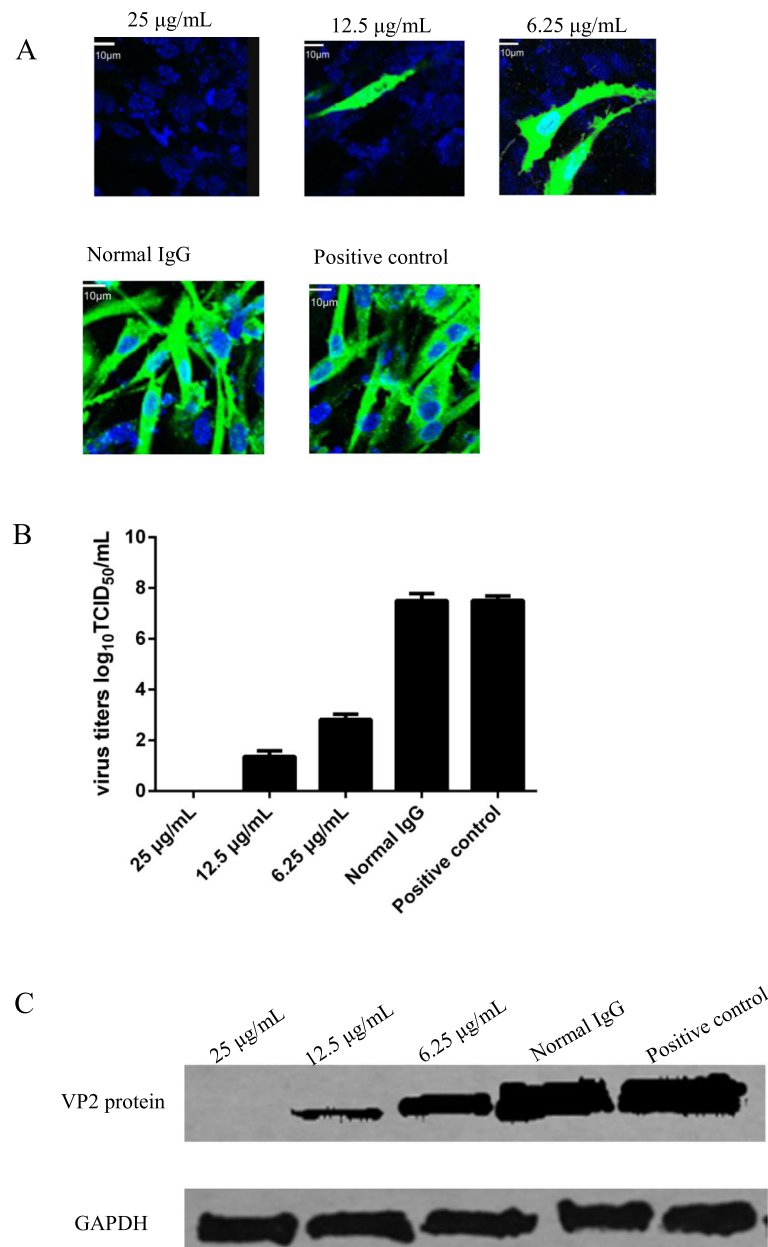 A
25 µg/mL
12.5 µg/mL
6.25 µg/mL
10µm
10µm
10µm
Normal IgG
Positive control
10µm
10µm
B
virus titers log₁₀TCID₅₀/mL
10
8
6
4
2
0
25 µg/mL
12.5 µg/mL
6.25 µg/mL
Normal IgG
Positive control
C
25 µg/mL
12.5 µg/mL
6.25 µg/mL
Normal IgG
Positive control
VP2 protein
GAPDH